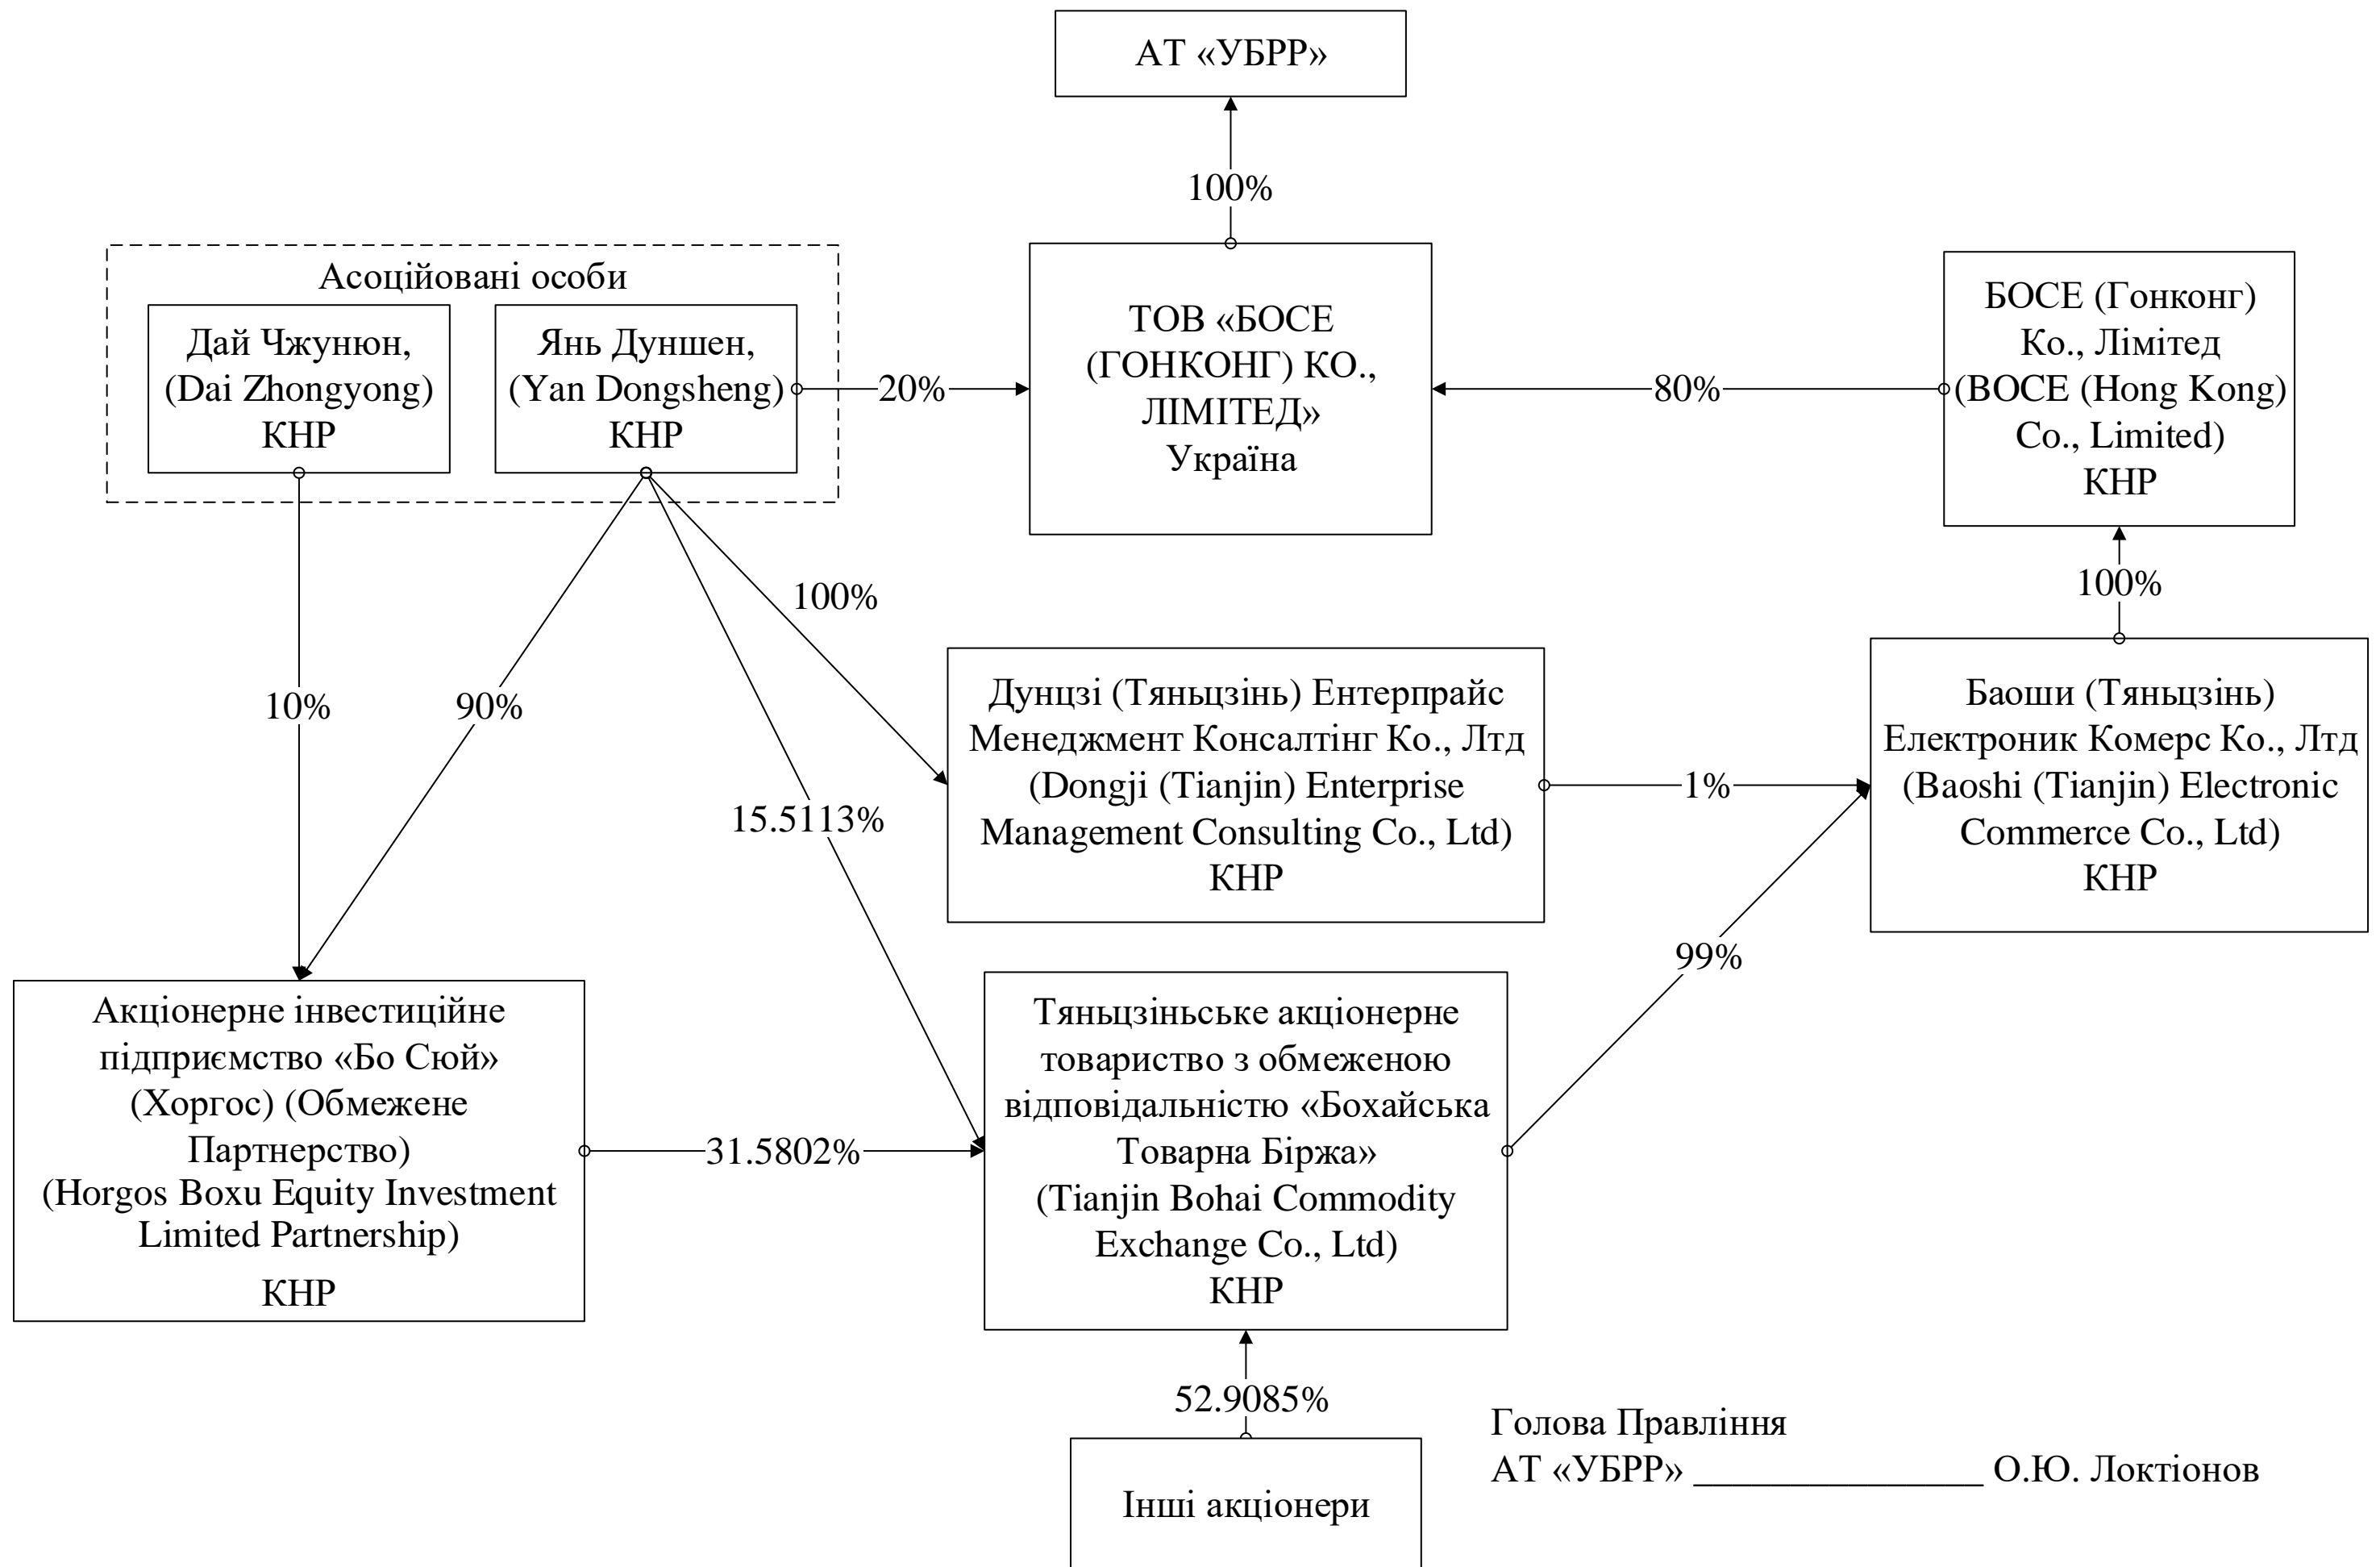 АТ «УБРР»
100%
Асоційовані особи
Дай Чжунюн,
(Dai Zhongyong)
КНР
Янь Дуншен,
(Yan Dongsheng)
КНР
20%
ТОВ «БОСЕ
(ГОНКОНГ) КО.,
ЛІМІТЕД»
Україна
80%
БОСЕ (Гонконг)
Ко., Лімітед
(BOCE (Hong Kong)
Co., Limited)
КНР
100%
100%
10%
90%
15.5113%
Дунцзі (Тяньцзінь) Ентерпрайс
Менеджмент Консалтінг Ко., Лтд
(Dongji (Tianjin) Enterprise
Management Consulting Co., Ltd)
КНР
1%
Баоши (Тяньцзінь)
Електроник Комерс Ко., Лтд
(Baoshi (Tianjin) Electronic
Commerce Co., Ltd)
КНР
99%
Акціонерне інвестиційне
підприємство «Бо Сюй»
(Хоргос) (Обмежене
Партнерство)
(Horgos Boxu Equity Investment
Limited Partnership)
КНР
31.5802%
Тяньцзіньське акціонерне
товариство з обмеженою
відповідальністю «Бохайська
Товарна Біржа»
(Tianjin Bohai Commodity
Exchange Co., Ltd)
КНР
52.9085%
Інші акціонери
Голова Правління
АТ «УБРР» _______________ О.Ю. Локтіонов